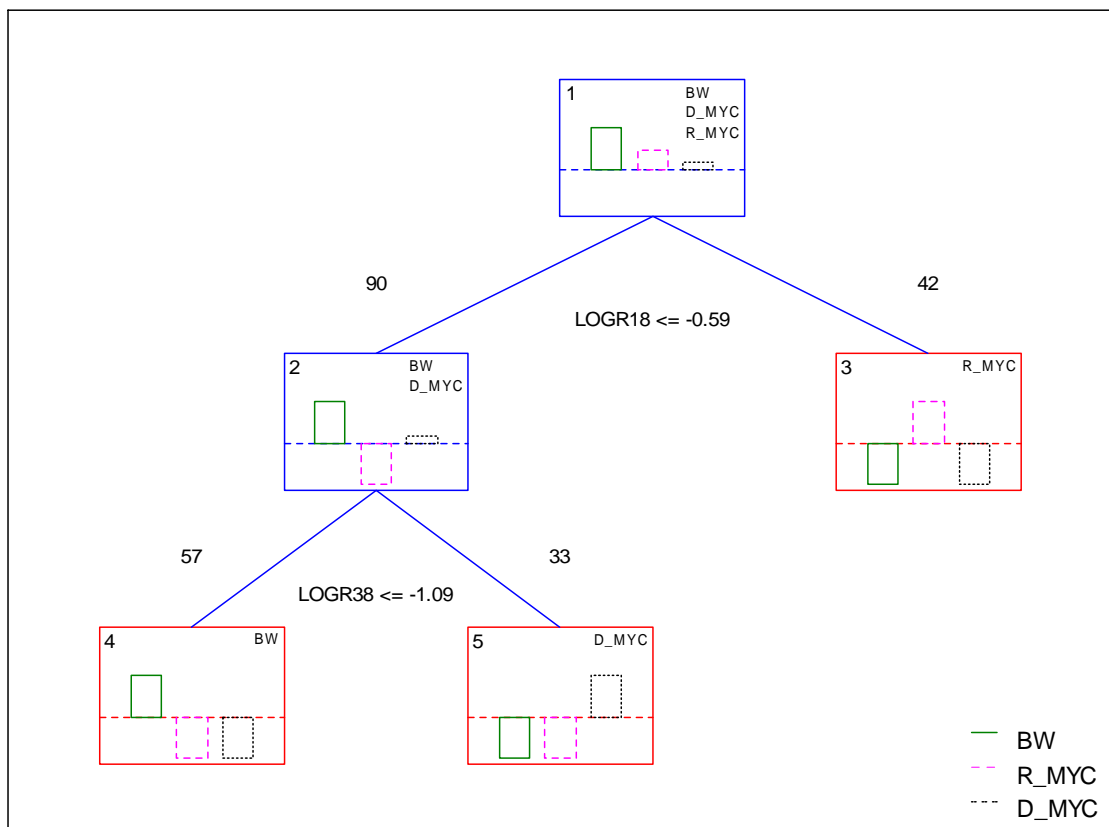 1
BW
D_MYC
R_MYC
90
42
LOGR18 <= -0.59
2
BW
D_MYC
3
R_MYC
57
33
LOGR38 <= -1.09
4
BW
5
D_MYC
BW
R_MYC
D_MYC